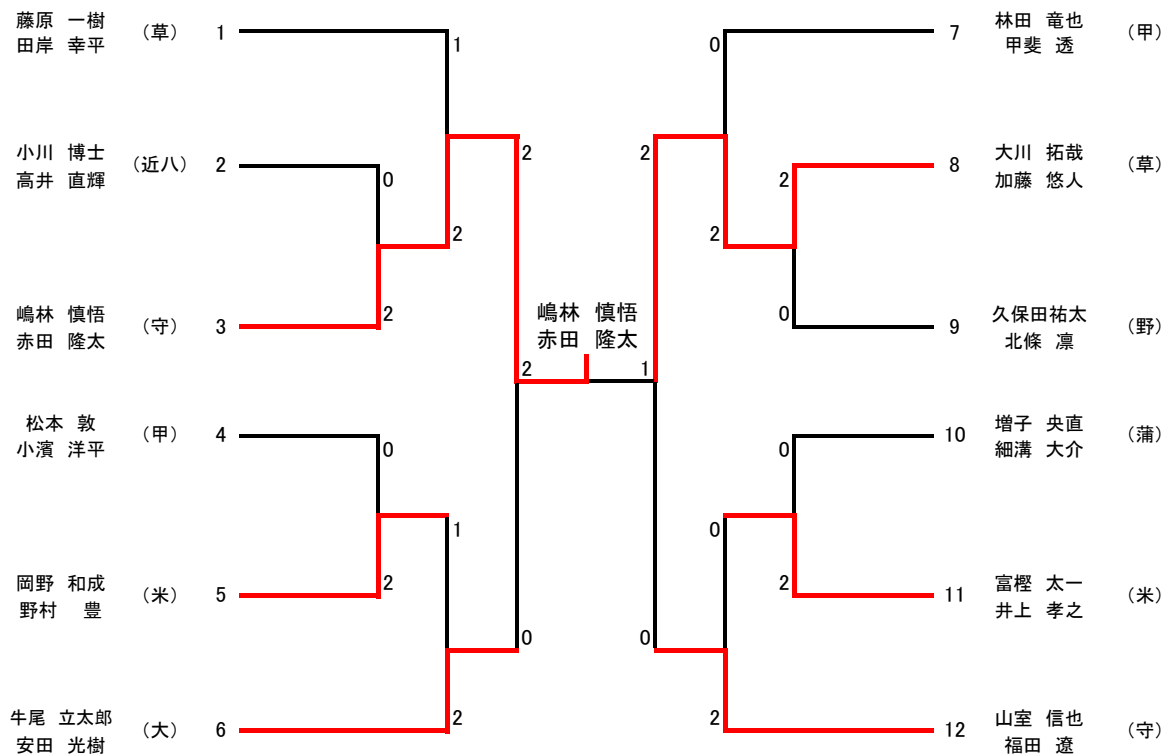 藤原 一樹
田岸 幸平
（草） 1
小川 博士
高井 直輝
（近八） 2
嶋林 慎悟
赤田 隆太
（守） 3
松本 敦
小濱 洋平
（甲） 4
岡野 和成
野村 豊
（米） 5
牛尾 立太郎
安田 光樹
（大） 6
1
0
2
2
2
0
2
1
2
2
0
2
嶋林 慎悟
赤田 隆太
1
0
2
2
2
0
0
0
2
0
2
7 林田 竜也
甲斐 透
（甲）
8 大川 拓哉
加藤 悠人
（草）
9 久保田祐太
北條 凛
（野）
10 増子 央直
細溝 大介
（蒲）
11 富樫 太一
井上 孝之
（米）
12 山室 信也
福田 遼
（守）